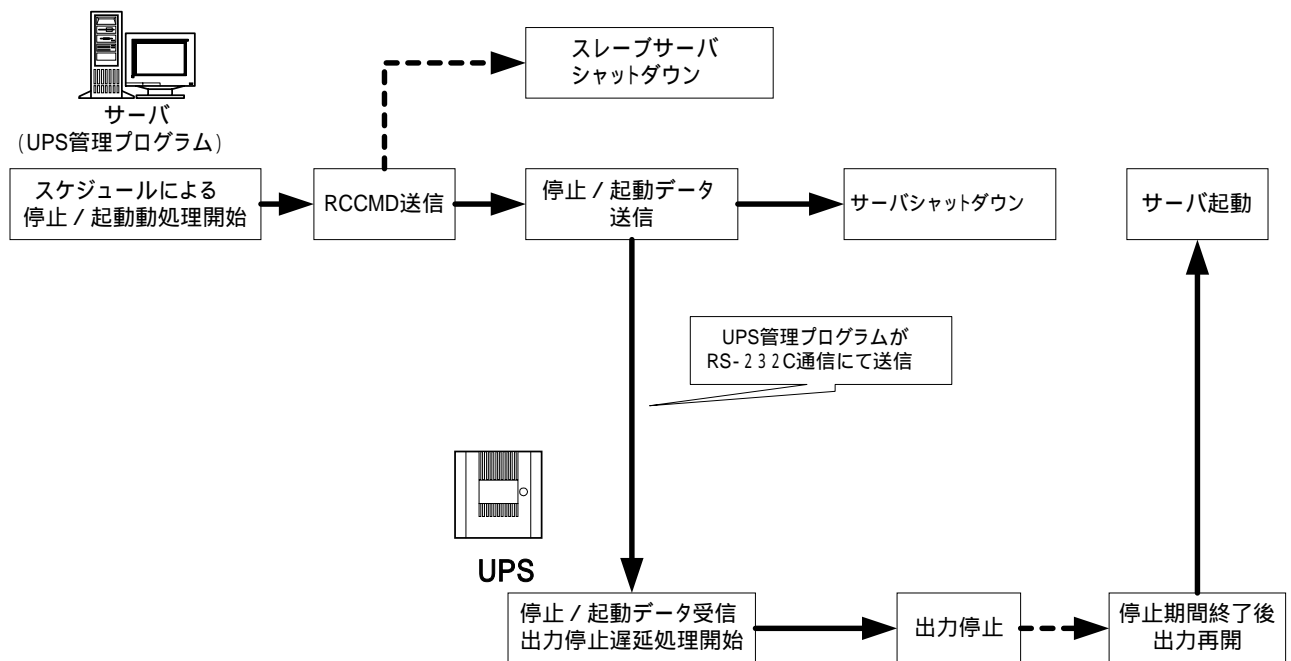 スレーブサーバ
シャットダウン
サーバ
(UPS管理プログラム)
スケジュールによる
停止 / 起動動処理開始
RCCMD送信
停止 / 起動データ
送信
サーバシャットダウン
サーバ起動
UPS管理プログラムが
RS-232C通信にて送信
UPS
停止 / 起動データ受信
出力停止遅延処理開始
出力停止
停止期間終了後
出力再開